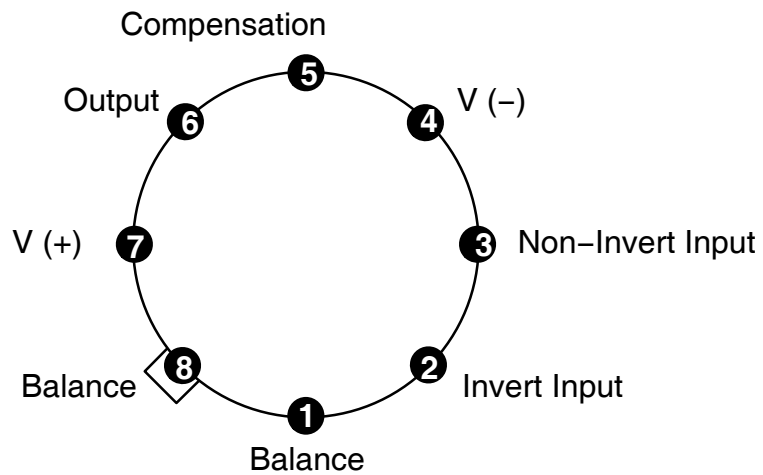 Compensation
5
Output
6
4
V (−)
V (+)
7
3
Non−Invert Input
Balance
8
2
Invert Input
1
Balance